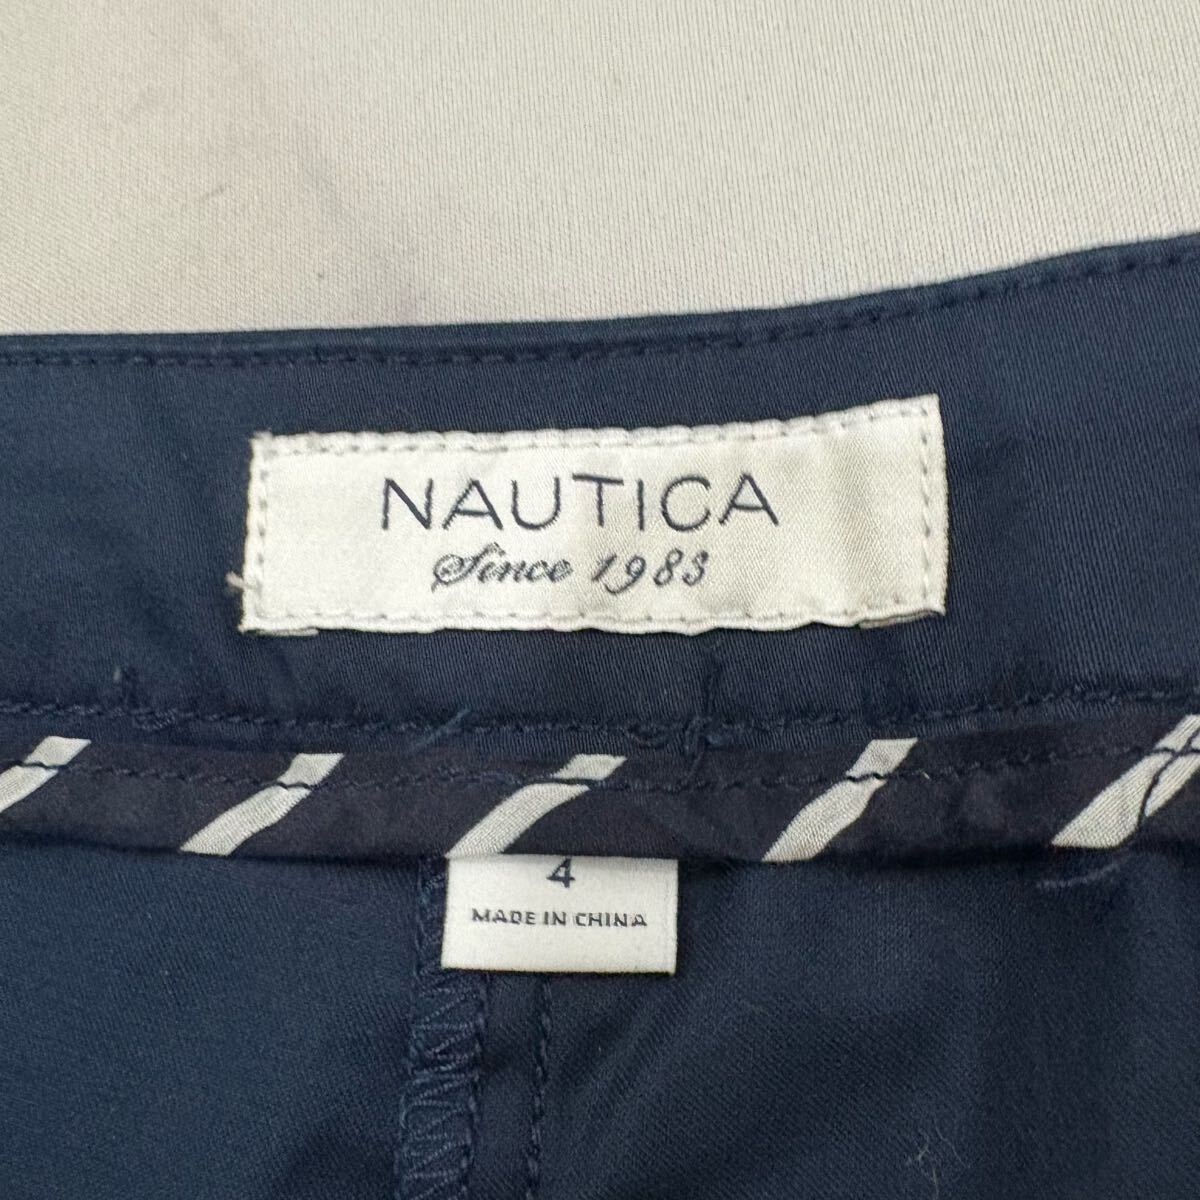 NAUTICA
Since 1983
4
MADE IN CHINA